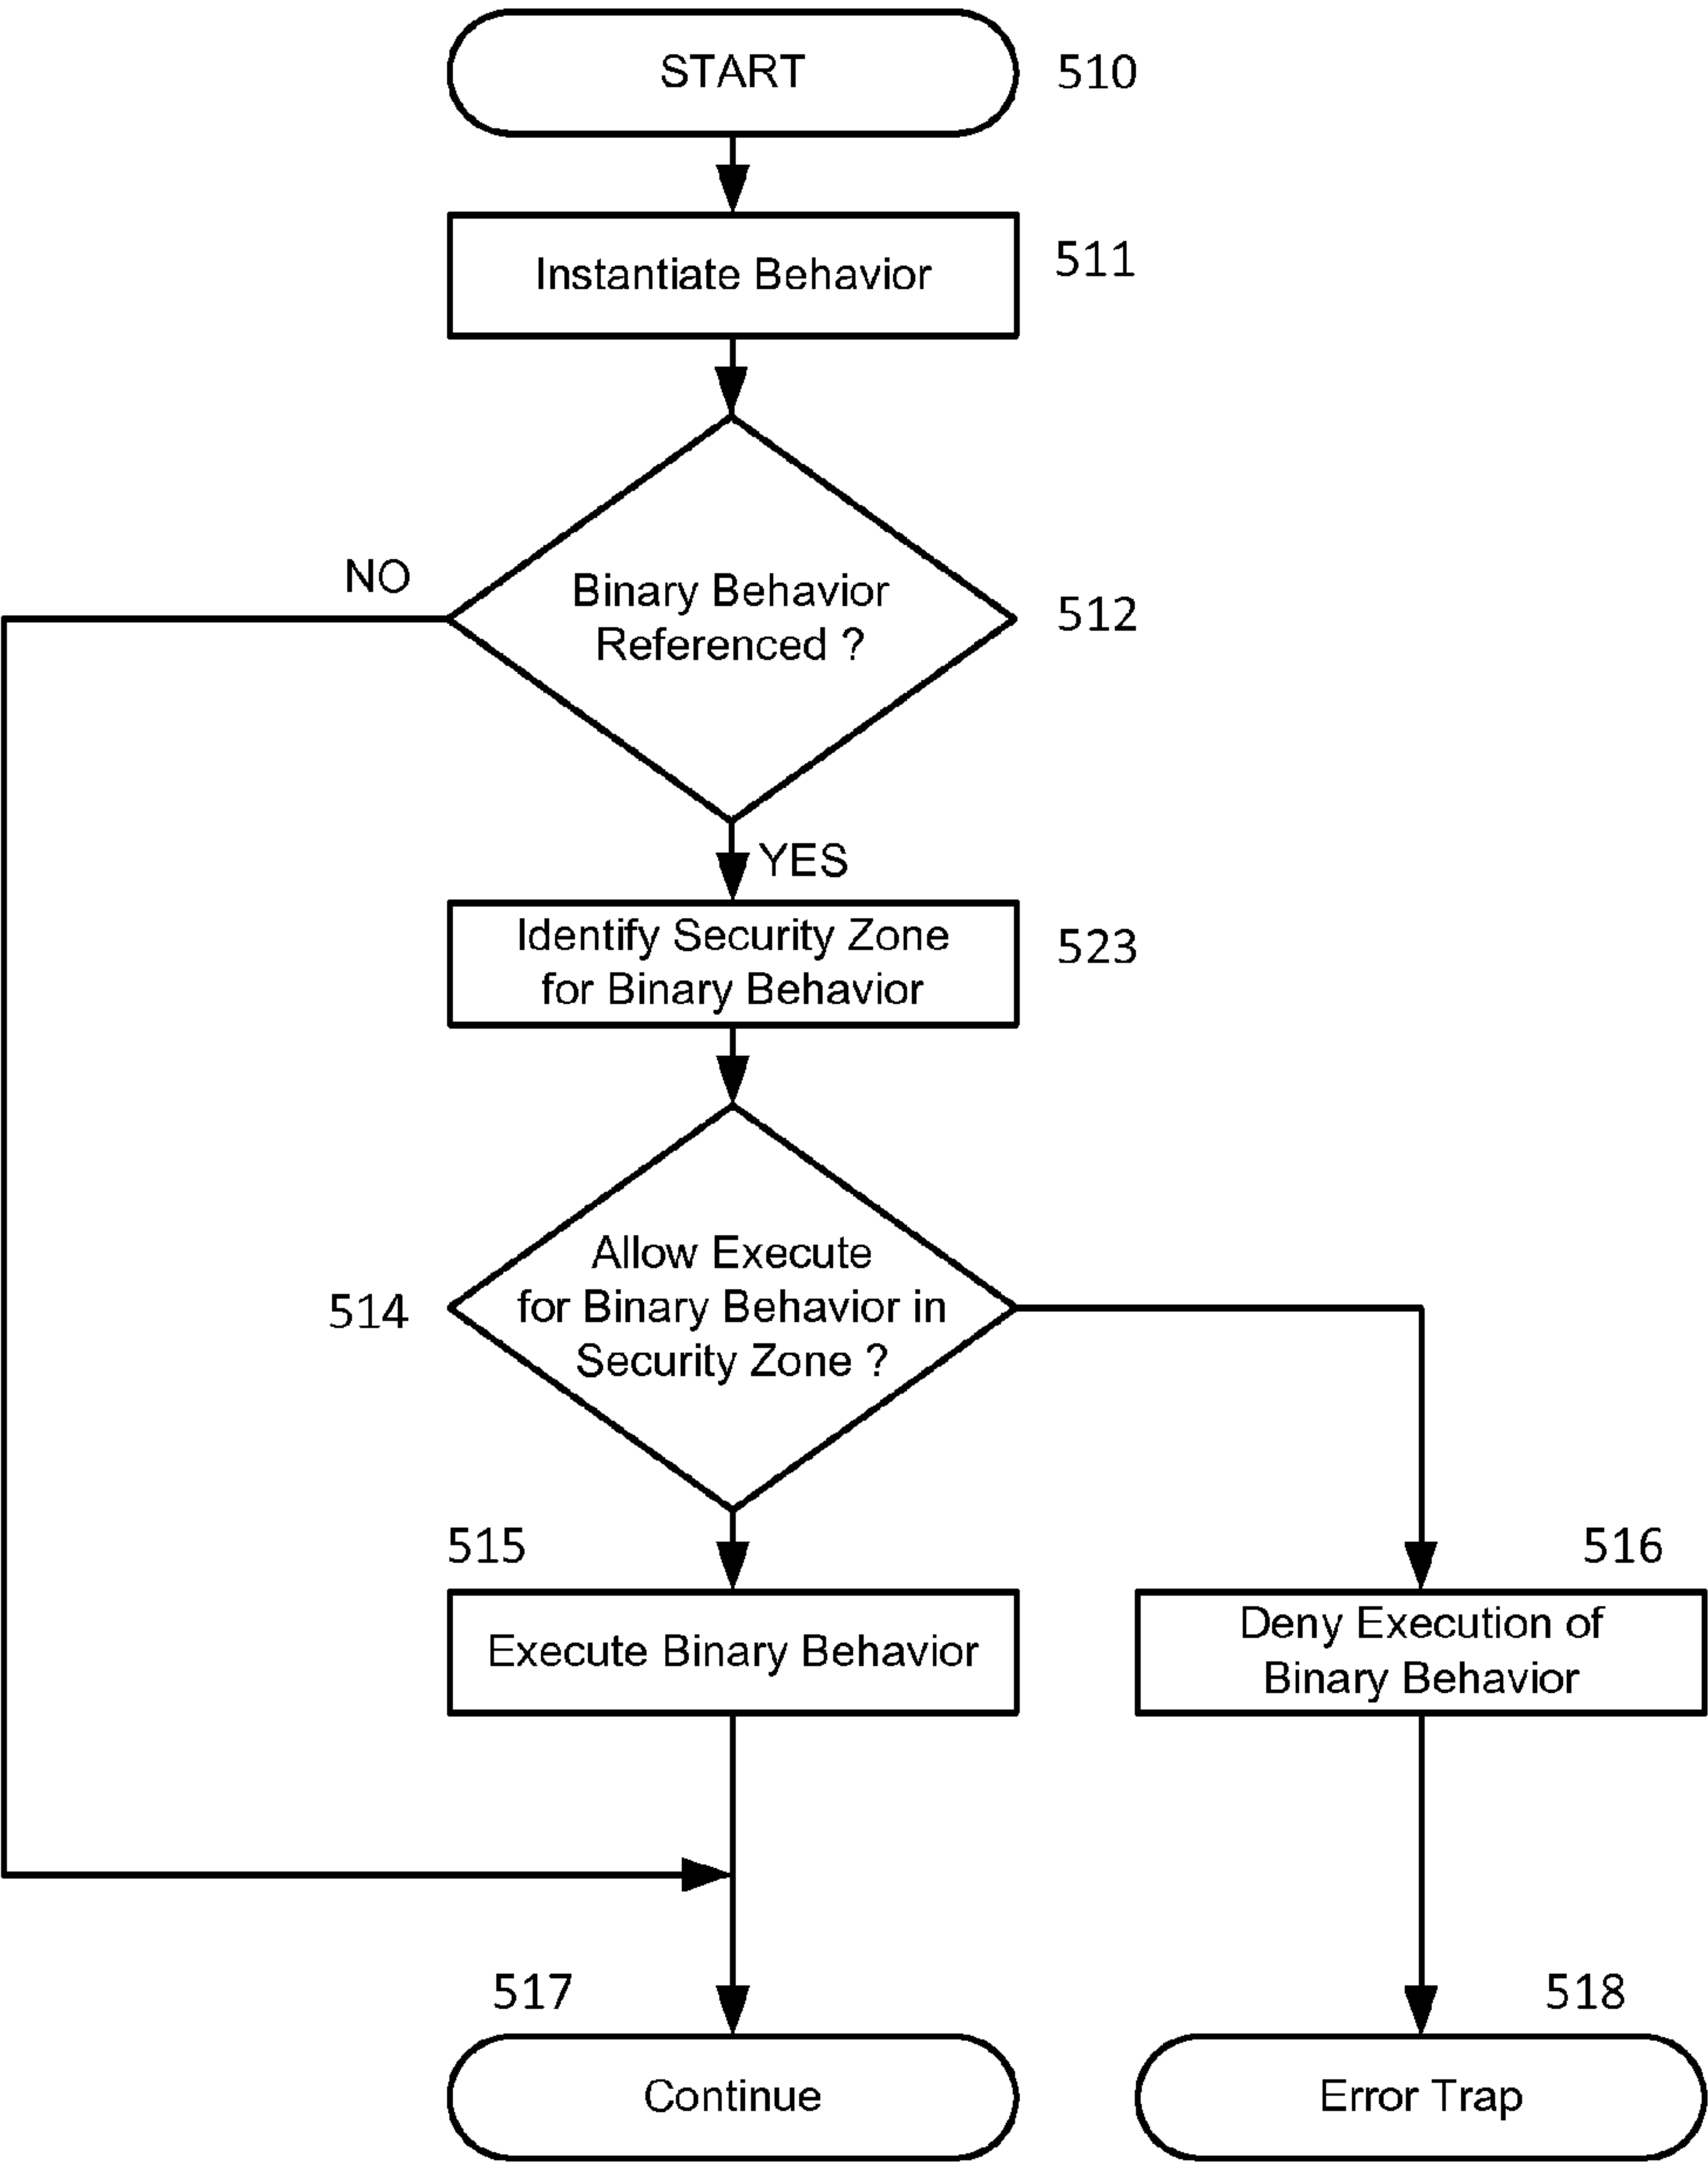 START
510
Instantiate Behavior
511
NO
Binary Behavior
Referenced ?
512
YES
Identify Security Zone
for Binary Behavior
523
514
Allow Execute
for Binary Behavior in
Security Zone ?
515
Execute Binary Behavior
516
Deny Execution of
Binary Behavior
517
Continue
518
Error Trap